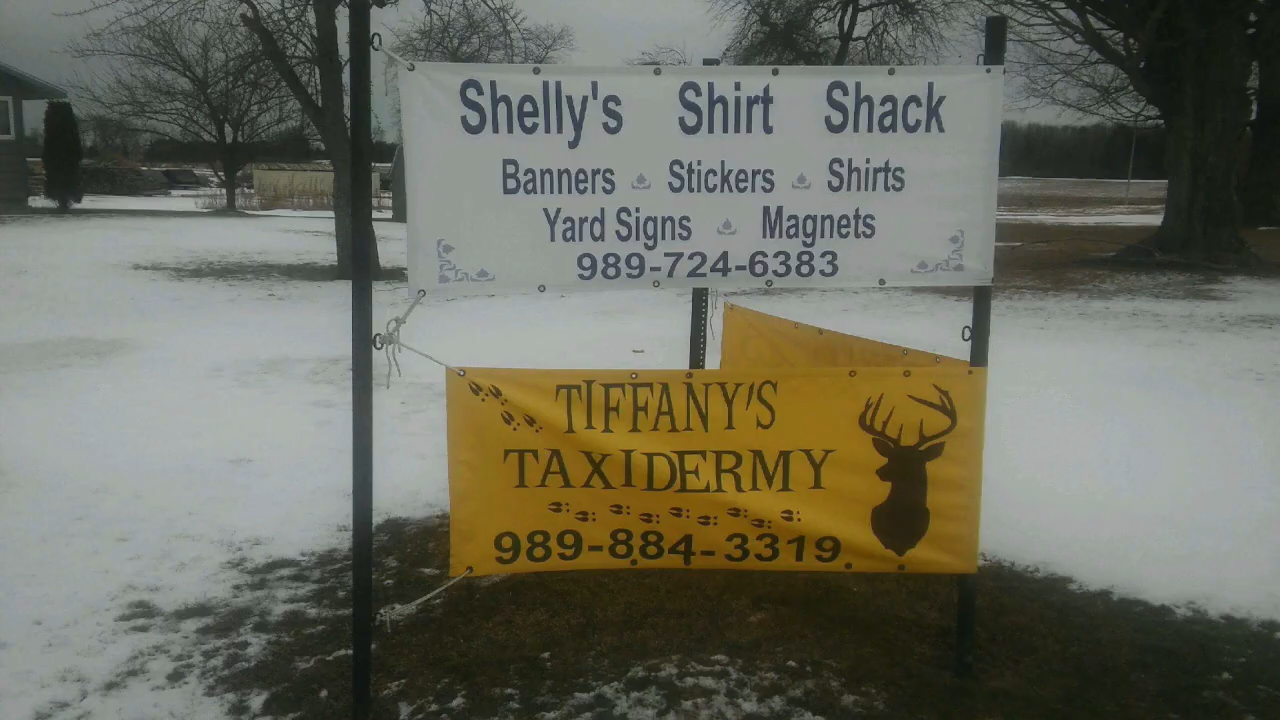 Shelly's Shirt Shack
Banners Stickers Shirts
Yard Signs Magnets
989-724-6383
TIFFANY'S
TAXIDERMY
989-884-3319